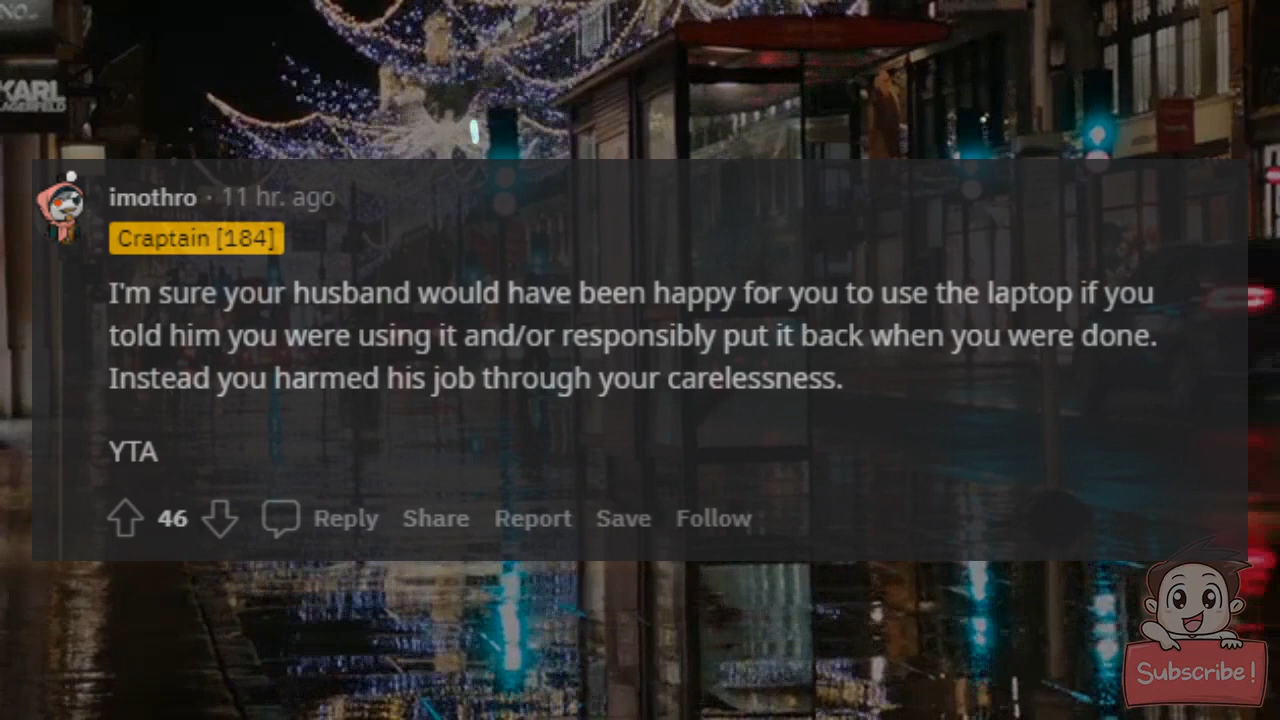 NO..
KARL
LAGERFELD
imothro · 11 hr. ago
Craptain [184]
I'm sure your husband would have been happy for you to use the laptop if you
told him you were using it and/or responsibly put it back when you were done.
Instead you harmed his job through your carelessness.
YTA
46 Reply Share Report Save Follow
Subscribe!